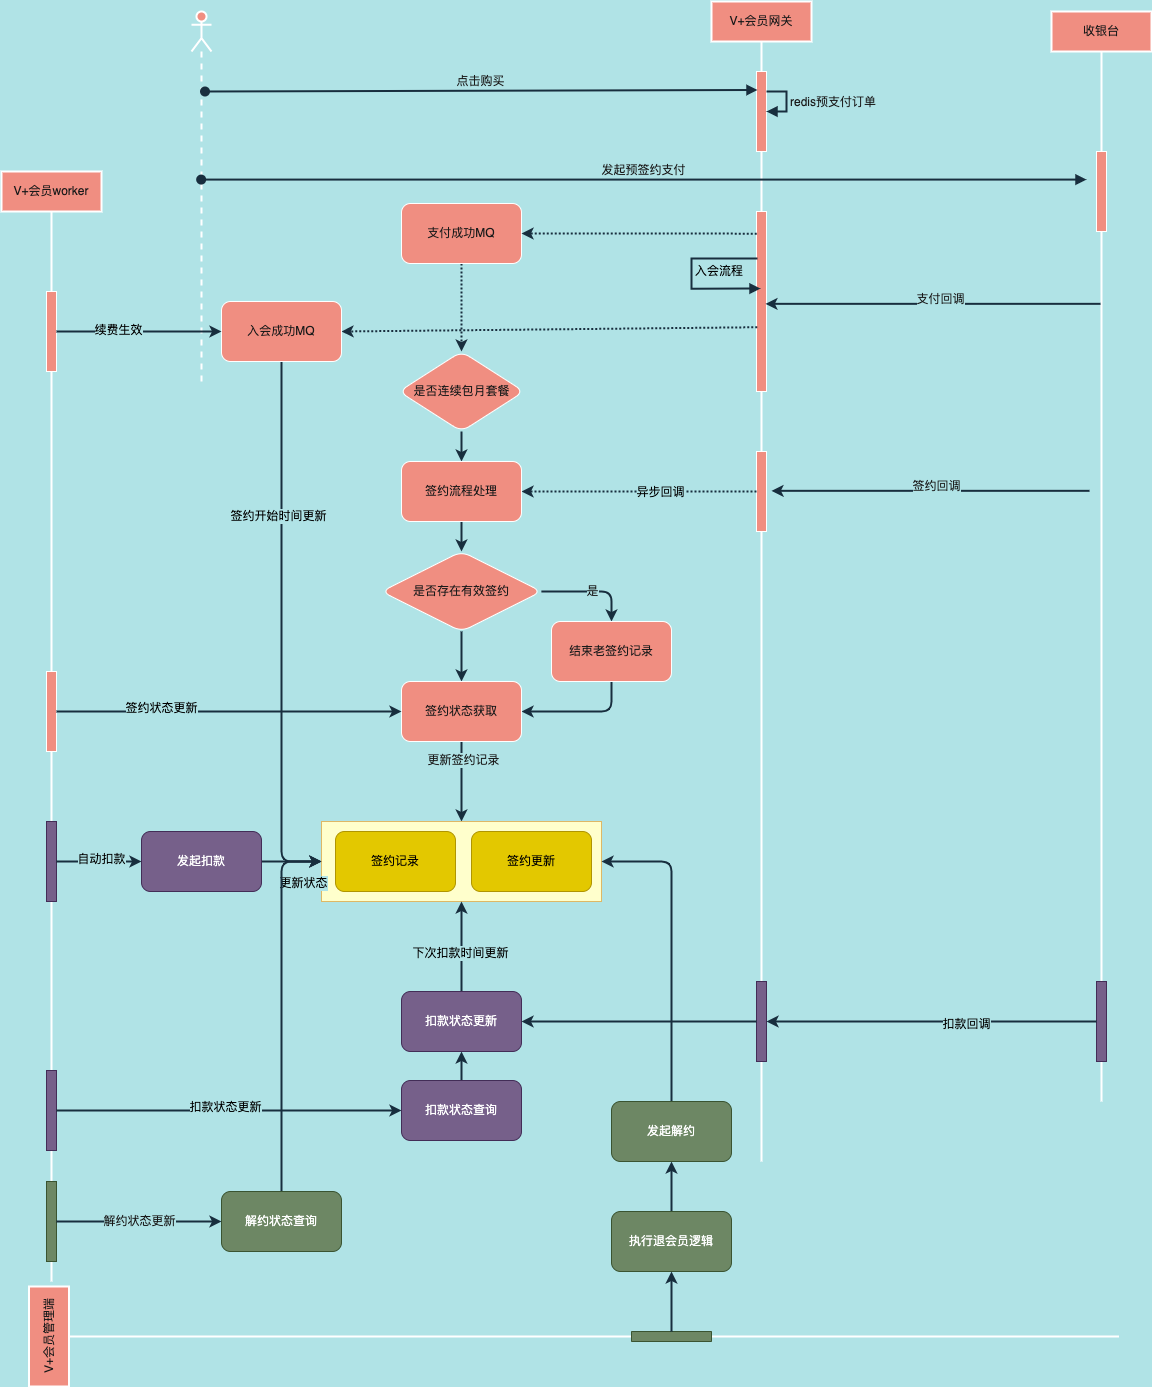 V+会员网关
收银台
点击购买
redis预支付订单
发起预签约支付
V+会员worker
支付成功MQ
入会流程
支付回调
续费生效
入会成功MQ
是否连续包月套餐
签约流程处理
异步回调
签约回调
签约开始时间更新
是否存在有效签约
是
结束老签约记录
签约状态更新
签约状态获取
更新签约记录
自动扣款
发起扣款
签约记录
签约更新
更新状态
下次扣款时间更新
扣款状态更新
扣款回调
扣款状态更新
扣款状态查询
发起解约
解约状态更新
解约状态查询
执行退会员逻辑
V+会员管理端